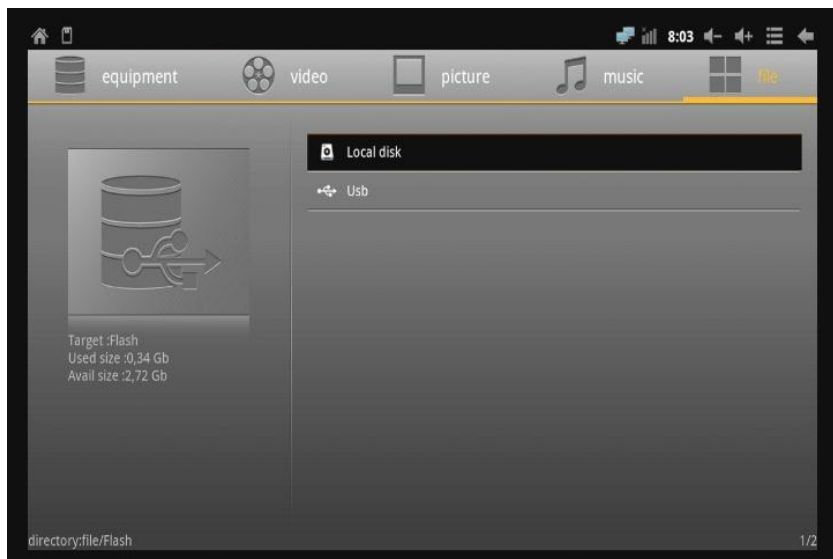 8:03
equipment video picture music file
Local disk
Usb
Target :Flash
Used size :0,34 Gb
Avail size :2,72 Gb
directory:file/Flash 1/2